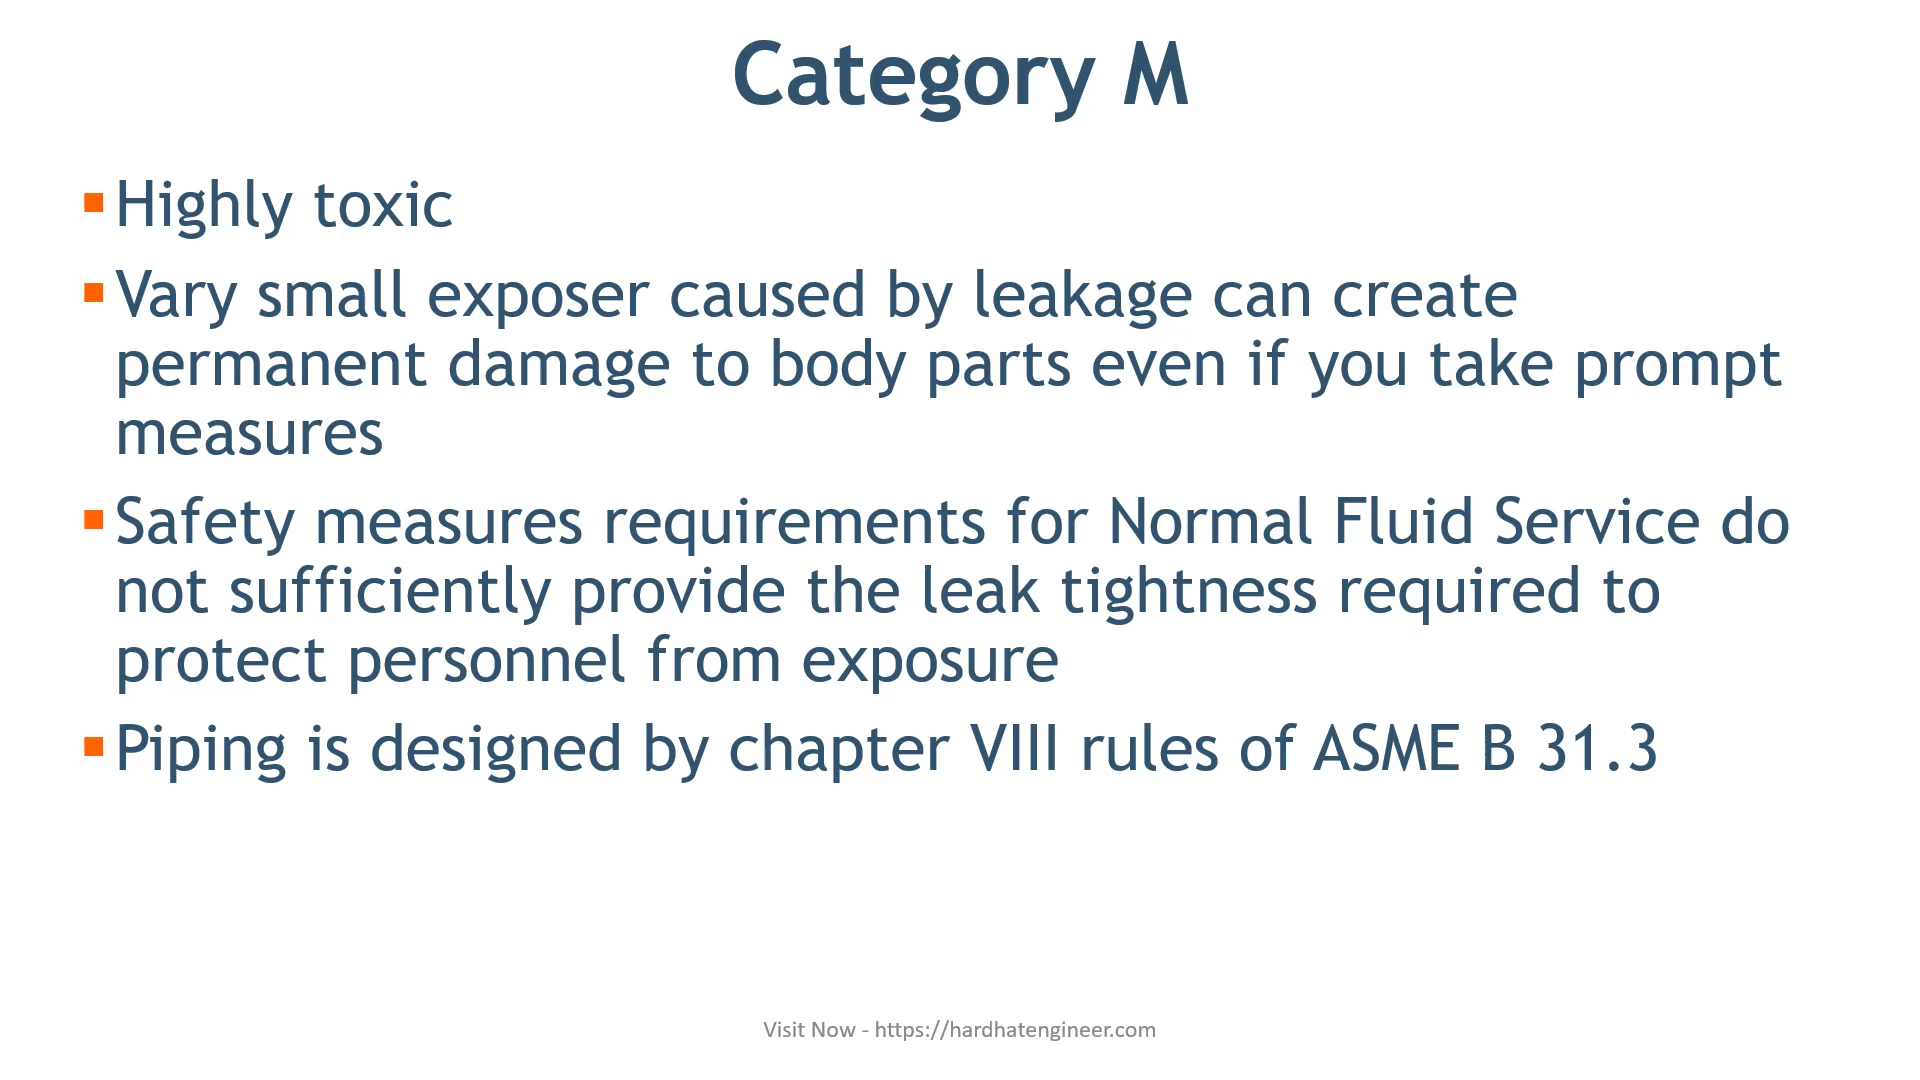 Category M
▪Highly toxic
▪Vary small exposer caused by leakage can create
permanent damage to body parts even if you take prompt
measures
▪Safety measures requirements for Normal Fluid Service do
not sufficiently provide the leak tightness required to
protect personnel from exposure
▪Piping is designed by chapter VIII rules of ASME B 31.3
Visit Now - https://hardhatengineer.com